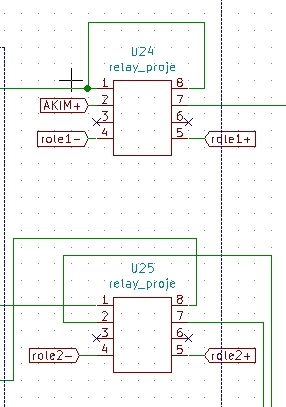 U24
relay_proje
1 8
AKIM+ 2 7
3 6
role1- 4 5 role1+
U25
relay_proje
1 8
2 7
3 6
role2- 4 5 role2+